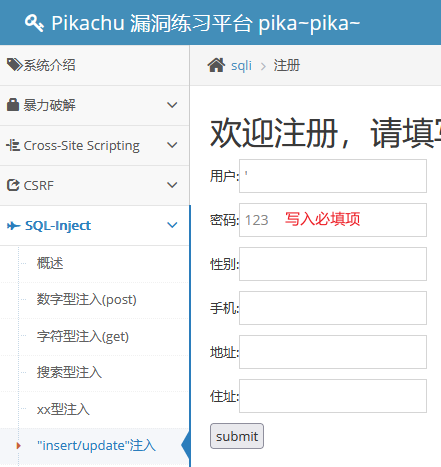 Pikachu 漏洞练习平台 pika~pika~
系统介绍
暴力破解
Cross-Site Scripting
CSRF
SQL-Inject
概述
数字型注入(post)
字符型注入(get)
搜索型注入
xx型注入
"insert/update"注入
sqli > 注册
欢迎注册，请填写
用户: '
密码: 123 写入必填项
性别:
手机:
地址:
住址:
submit